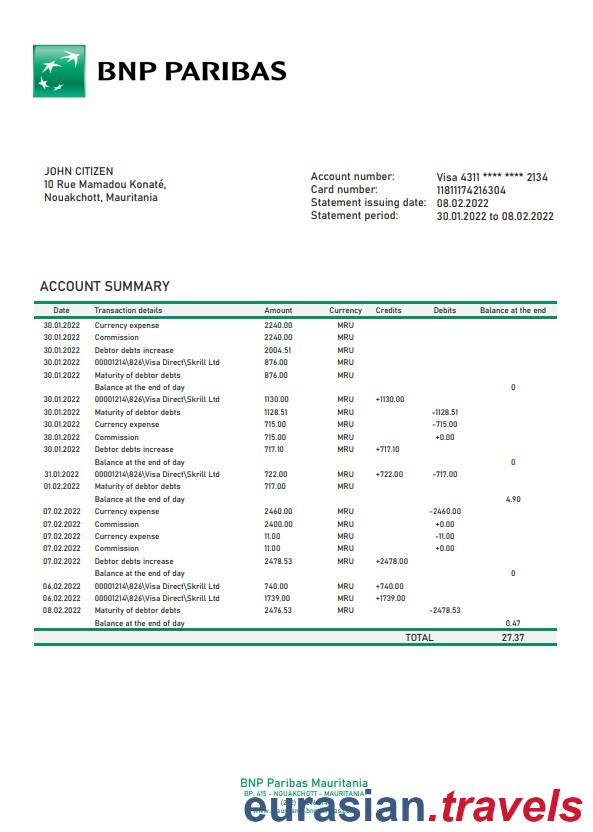 BNP PARIBAS
JOHN CITIZEN
10 Rue Mamadou Konaté,
Nouakchott, Mauritania
Account number: Visa 4311 **** **** 2134
Card number: 11811174216304
Statement issuing date: 08.02.2022
Statement period: 30.01.2022 to 08.02.2022
ACCOUNT SUMMARY
Date Transaction details Amount Currency Credits Debits Balance at the end
30.01.2022 Currency expense 2240.00 MRU
30.01.2022 Commission 2240.00 MRU
30.01.2022 Debtor debts increase 2004.51 MRU
30.01.2022 00001214\826\Visa Direct\Skrill Ltd 876.00 MRU
30.01.2022 Maturity of debtor debts 876.00 MRU
Balance at the end of day 0
30.01.2022 00001214\826\Visa Direct\Skrill Ltd 1130.00 MRU +1130.00
30.01.2022 Maturity of debtor debts 1128.51 MRU -1128.51
30.01.2022 Currency expense 715.00 MRU -715.00
30.01.2022 Commission 715.00 MRU +0.00
30.01.2022 Debtor debts increase 717.10 MRU +717.10
Balance at the end of day 0
31.01.2022 00001214\826\Visa Direct\Skrill Ltd 722.00 MRU +722.00 -717.00
01.02.2022 Maturity of debtor debts 717.00 MRU
Balance at the end of day 4.90
07.02.2022 Currency expense 2460.00 MRU -2460.00
07.02.2022 Commission 2400.00 MRU +0.00
07.02.2022 Currency expense 11.00 MRU -11.00
07.02.2022 Commission 11.00 MRU +0.00
07.02.2022 Debtor debts increase 2478.53 MRU +2478.00
Balance at the end of day 0
06.02.2022 00001214\826\Visa Direct\Skrill Ltd 740.00 MRU +740.00
06.02.2022 00001214\826\Visa Direct\Skrill Ltd 1739.00 MRU +1739.00
08.02.2022 Maturity of debtor debts 2476.53 MRU -2478.53
Balance at the end of day 0.47
TOTAL 27.37
BNP Paribas Mauritania
BP. 415 - NOUAKCHOTT - MAURITANIA
eurasian.travels